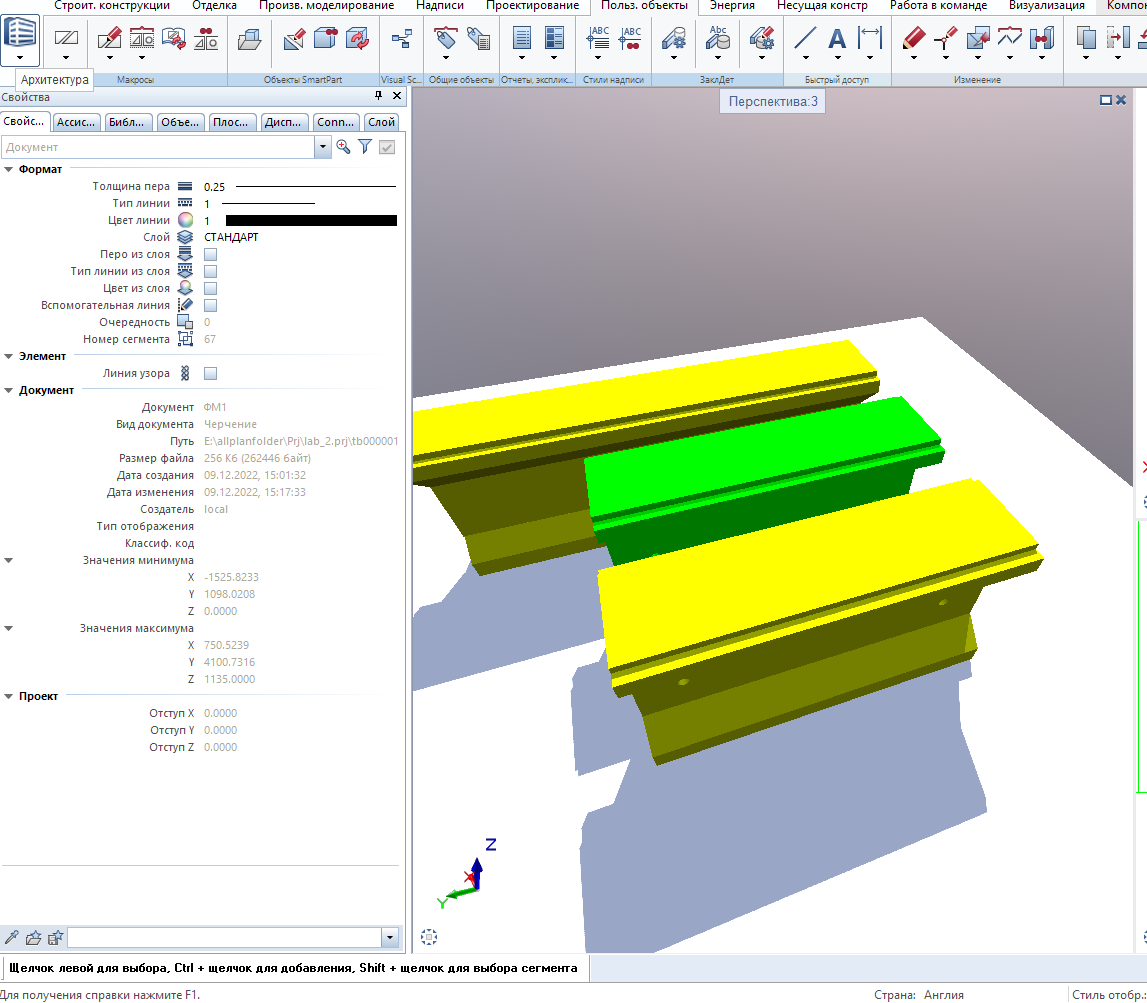 Строит. конструкции Отделка Произв. моделирование Надписи Проектирование Польз. объекты Энергия Несущая констр Работа в команде Визуализация Компон
ABC ABC Abc A
Архитектура Макросы Объекты SmartPart Visual Sc... Общие объекты Отчеты, эксплик... Стили надписи ЗаклДет Быстрый доступ Изменение
Свойства
Перспектива:3
Свойс... Ассис... Библ... Объе... Плос... Дисп... Conn... Слой
Документ
Формат
Толщина пера 0.25
Тип линии 1
Цвет линии 1
Слой СТАНДАРТ
Перо из слоя
Тип линии из слоя
Цвет из слоя
Вспомогательная линия
Очередность 0
Номер сегмента 67
Элемент
Линия узора
Документ
Документ ФМ1
Вид документа Черчение
Путь E:\allplanfolder\Prj\lab_2.prj\tb000001
Размер файла 256 Кб (262446 байт)
Дата создания 09.12.2022, 15:01:32
Дата изменения 09.12.2022, 15:17:33
Создатель local
Тип отображения
Классиф. код
Значения минимума
X -1525.8233
Y 1098.0208
Z 0.0000
Значения максимума
X 750.5239
Y 4100.7316
Z 1135.0000
Проект
Отступ X 0.0000
Отступ Y 0.0000
Отступ Z 0.0000
Z
X
Y
Щелчок левой для выбора, Ctrl + щелчок для добавления, Shift + щелчок для выбора сегмента
Для получения справки нажмите F1.
Страна: Англия Стиль отобр.: